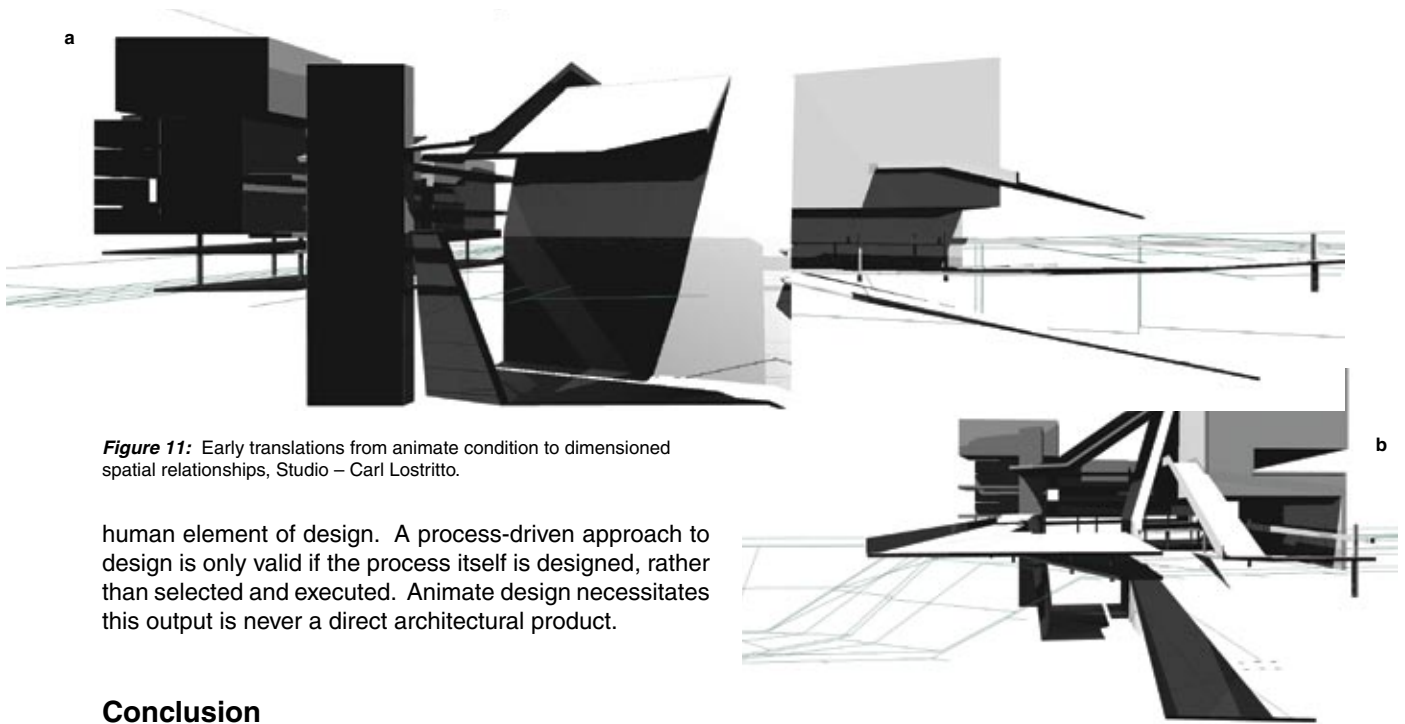 a
Figure 11: Early translations from animate condition to dimensioned
spatial relationships, Studio – Carl Lostritto.
b
human element of design. A process-driven approach to
design is only valid if the process itself is designed, rather
than selected and executed. Animate design necessitates
this output is never a direct architectural product.
Conclusion